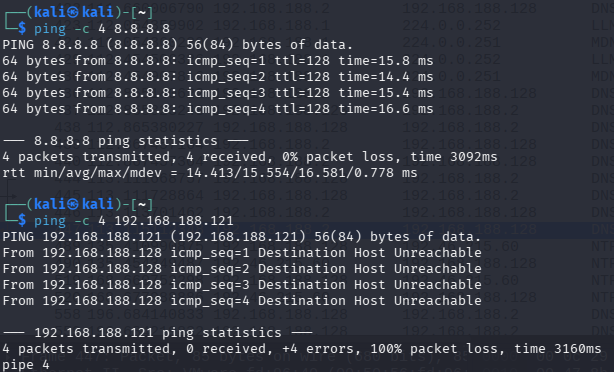 ┌──(kali㉿kali)-[~]
└─$ ping -c 4 8.8.8.8
PING 8.8.8.8 (8.8.8.8) 56(84) bytes of data.
64 bytes from 8.8.8.8: icmp_seq=1 ttl=128 time=15.8 ms
64 bytes from 8.8.8.8: icmp_seq=2 ttl=128 time=14.4 ms
64 bytes from 8.8.8.8: icmp_seq=3 ttl=128 time=15.4 ms
64 bytes from 8.8.8.8: icmp_seq=4 ttl=128 time=16.6 ms
─── 8.8.8.8 ping statistics ───
4 packets transmitted, 4 received, 0% packet loss, time 3092ms
rtt min/avg/max/mdev = 14.413/15.554/16.581/0.778 ms
┌──(kali㉿kali)-[~]
└─$ ping -c 4 192.168.188.121
PING 192.168.188.121 (192.168.188.121) 56(84) bytes of data.
From 192.168.188.128 icmp_seq=1 Destination Host Unreachable
From 192.168.188.128 icmp_seq=2 Destination Host Unreachable
From 192.168.188.128 icmp_seq=3 Destination Host Unreachable
From 192.168.188.128 icmp_seq=4 Destination Host Unreachable
─── 192.168.188.121 ping statistics ───
4 packets transmitted, 0 received, +4 errors, 100% packet loss, time 3160ms
pipe 4